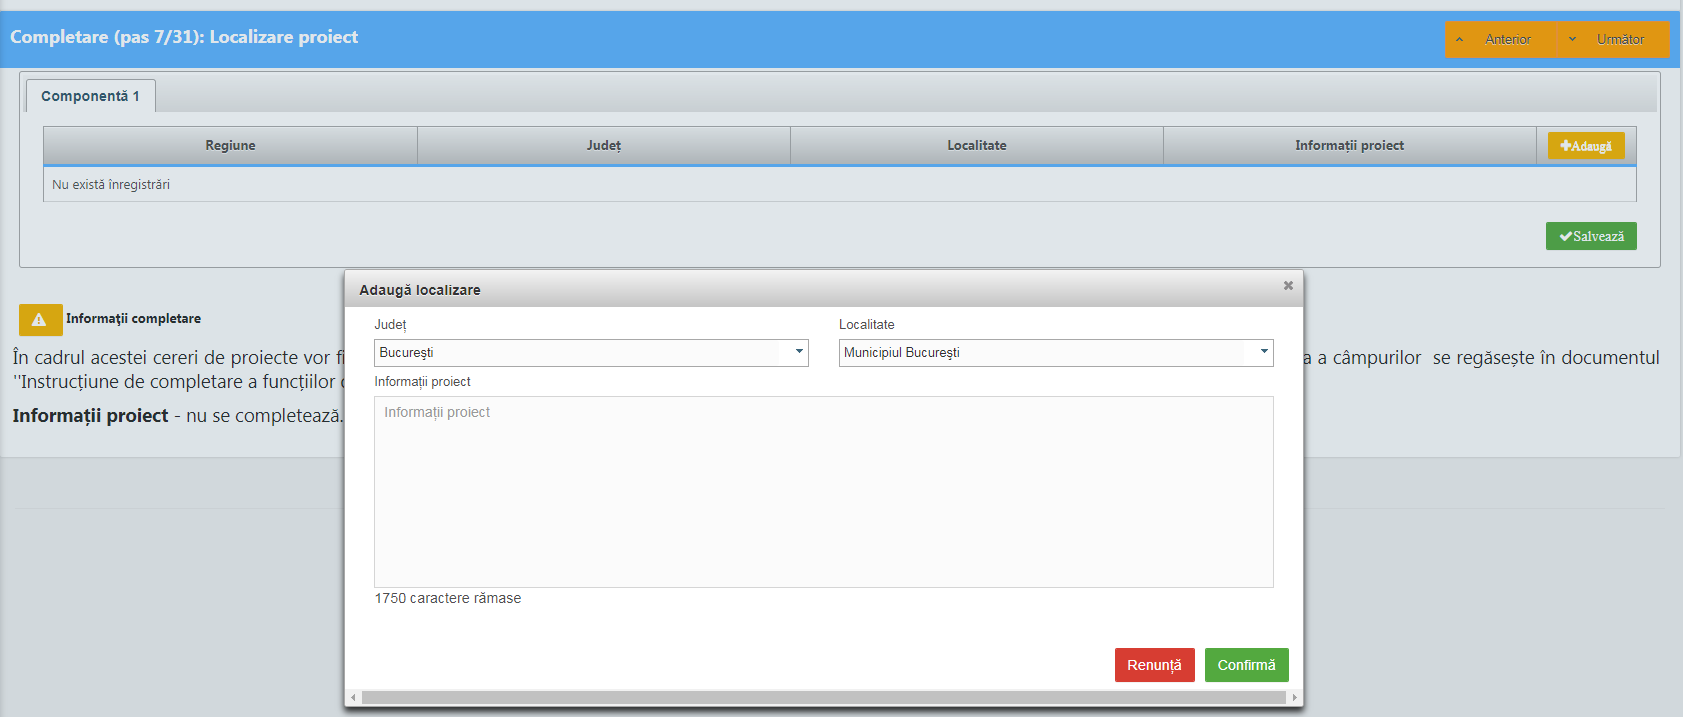 Completare (pas 7/31): Localizare proiect
Anterior
Următor
Componentă 1
Regiune
Județ
Localitate
Informații proiect
Adaugă
Nu există înregistrări
Salvează
Informații completare
În cadrul acestei cereri de proiecte vor fi
a a câmpurilor se regăsește în documentul
"Instrucțiune de completare a funcțiilor
Informații proiect - nu se completează.
Adaugă localizare
Județ
Localitate
București
Municipiul București
Informații proiect
Informații proiect
1750 caractere rămase
Renunță
Confirmă